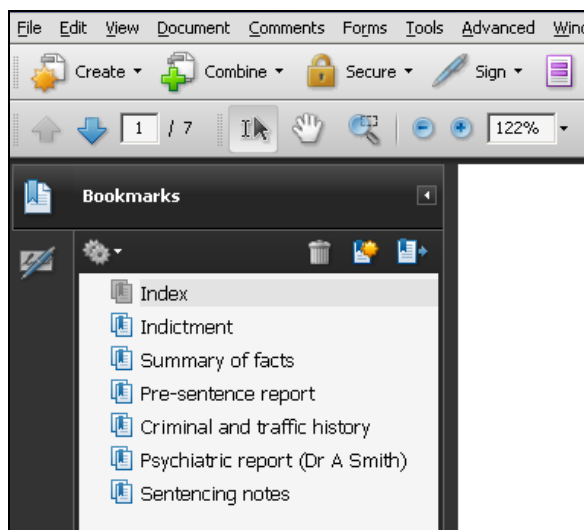 File Edit View Document Comments Forms Tools Advanced Wind
Create Combine Secure Sign
1 / 7 122%
Bookmarks
Index
Indictment
Summary of facts
Pre-sentence report
Criminal and traffic history
Psychiatric report (Dr A Smith)
Sentencing notes